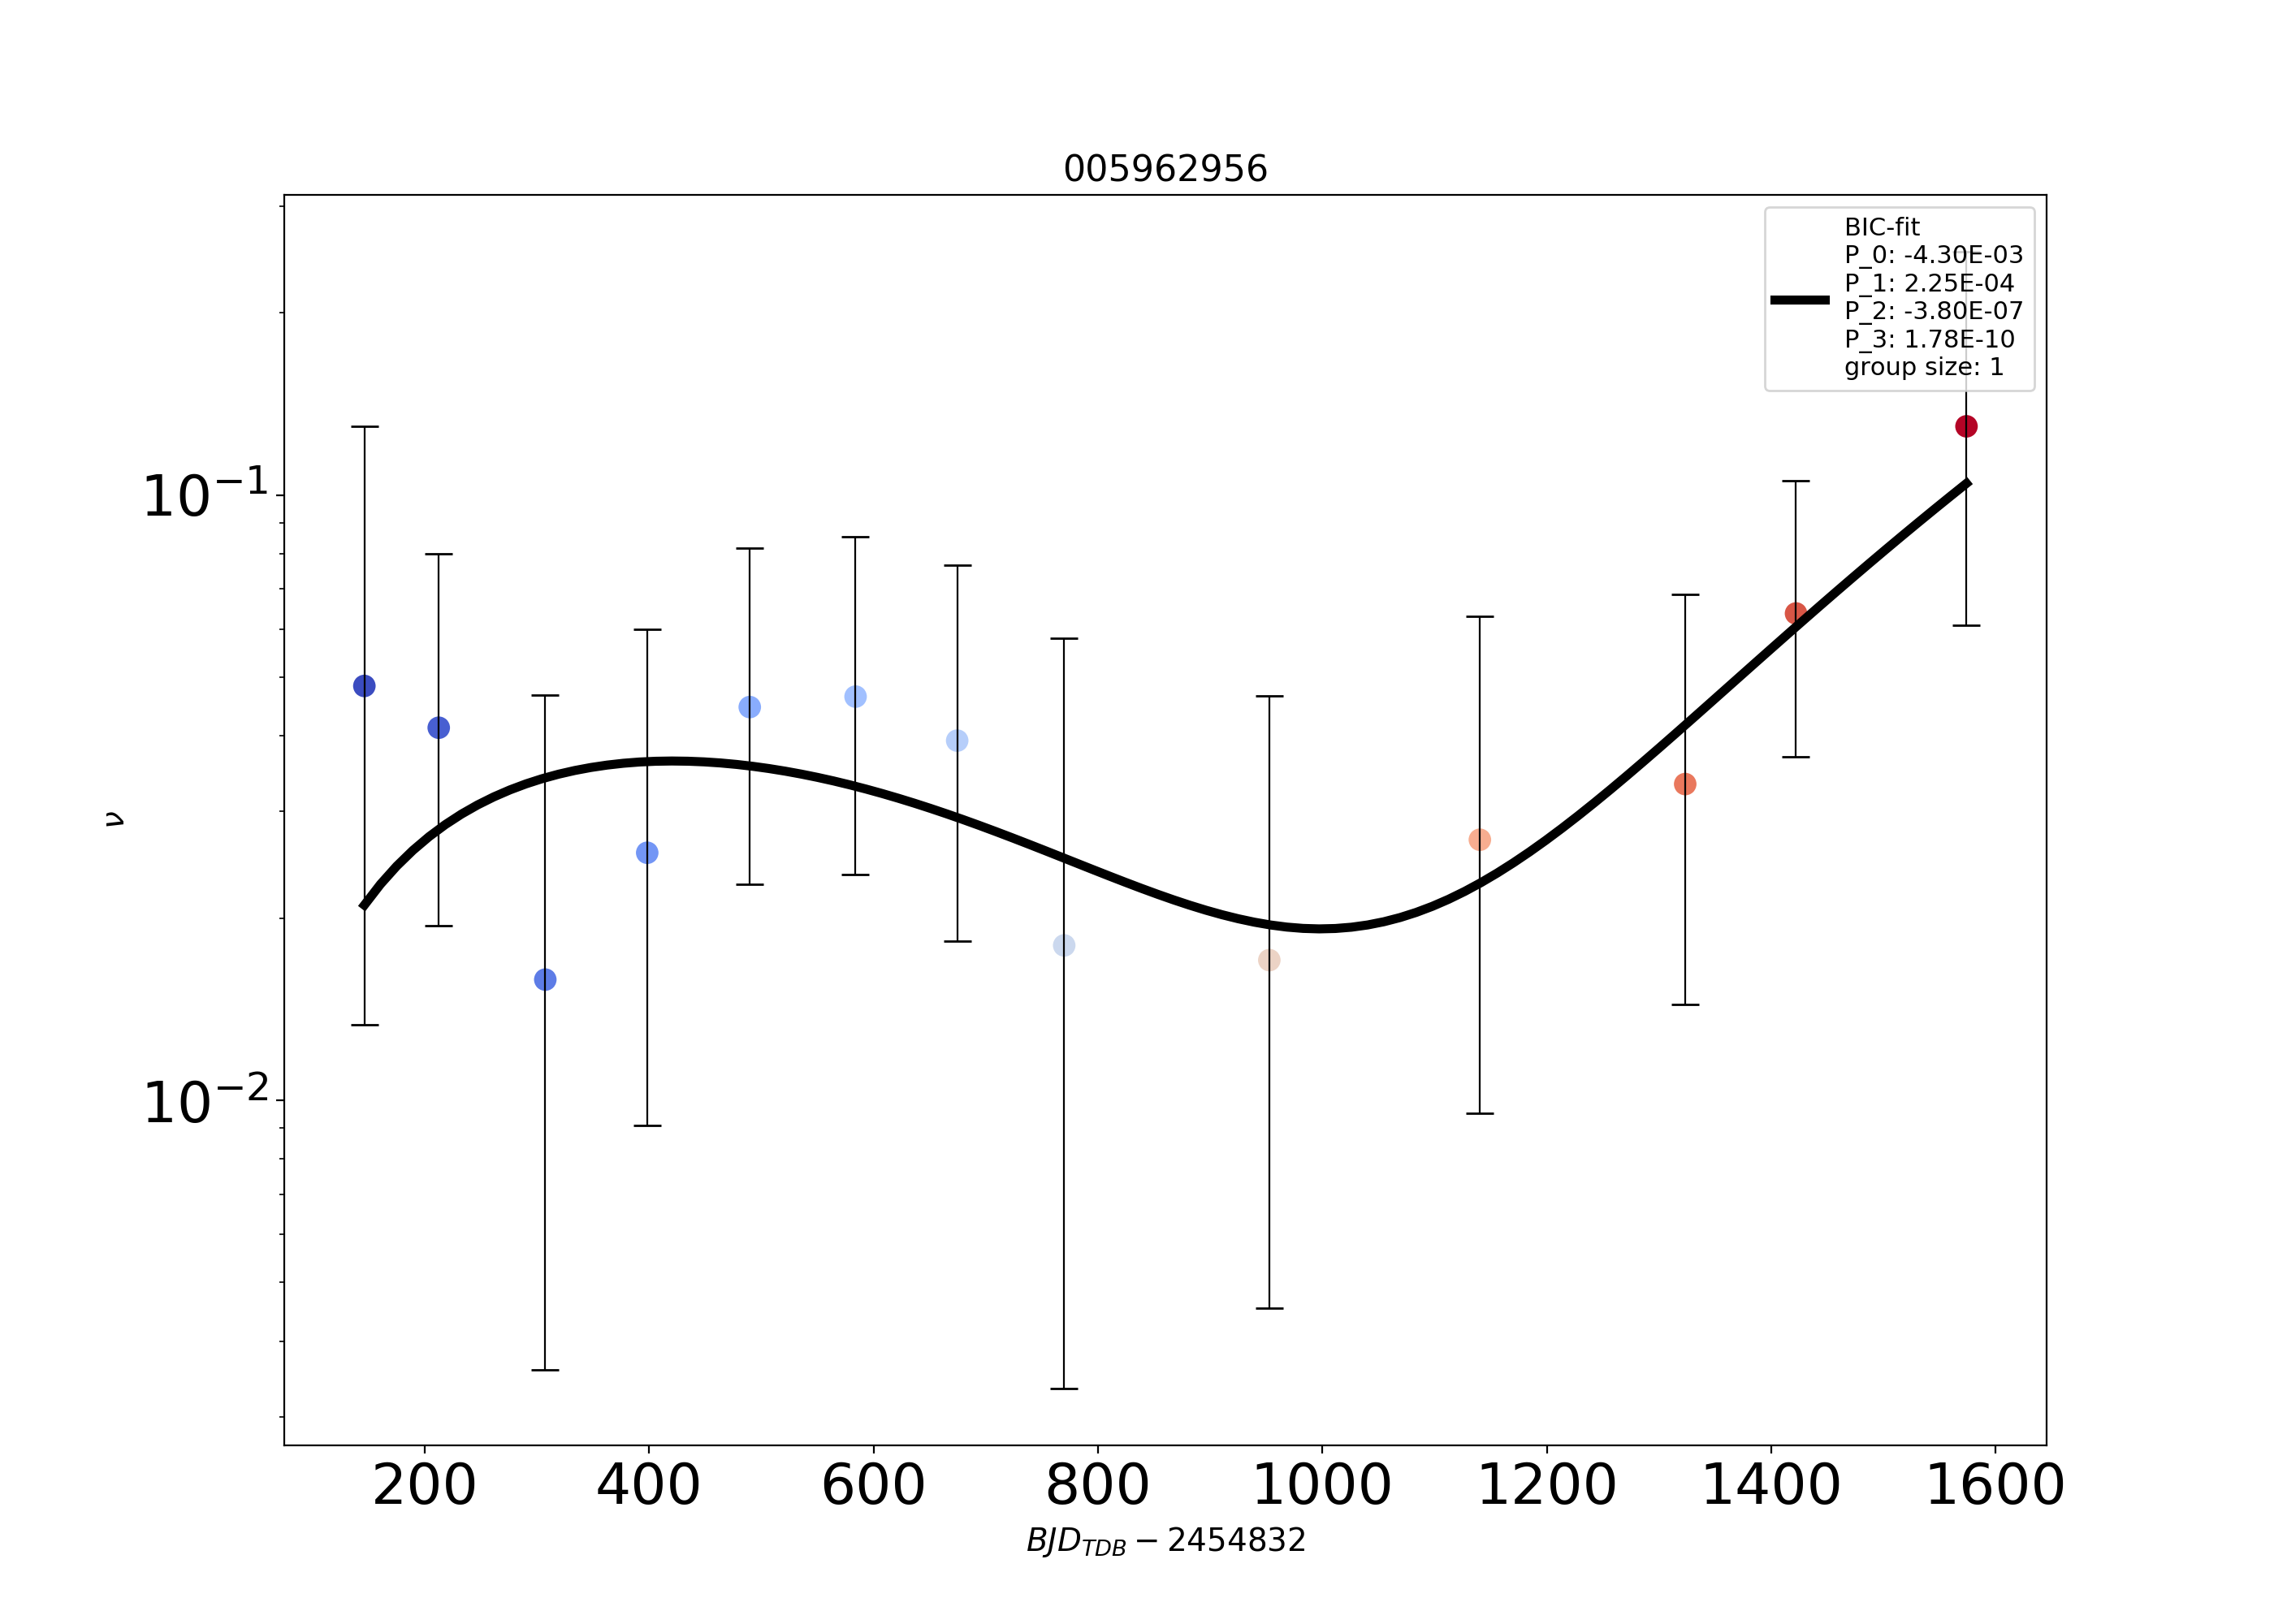 005962956
BIC-fit
P_0: -4.30E-03
P_1: 2.25E-04
P_2: -3.80E-07
P_3: 1.78E-10
group size: 1
10⁻¹
ν
10⁻²
200 400 600 800 1000 1200 1400 1600
BJD_TDB − 2454832